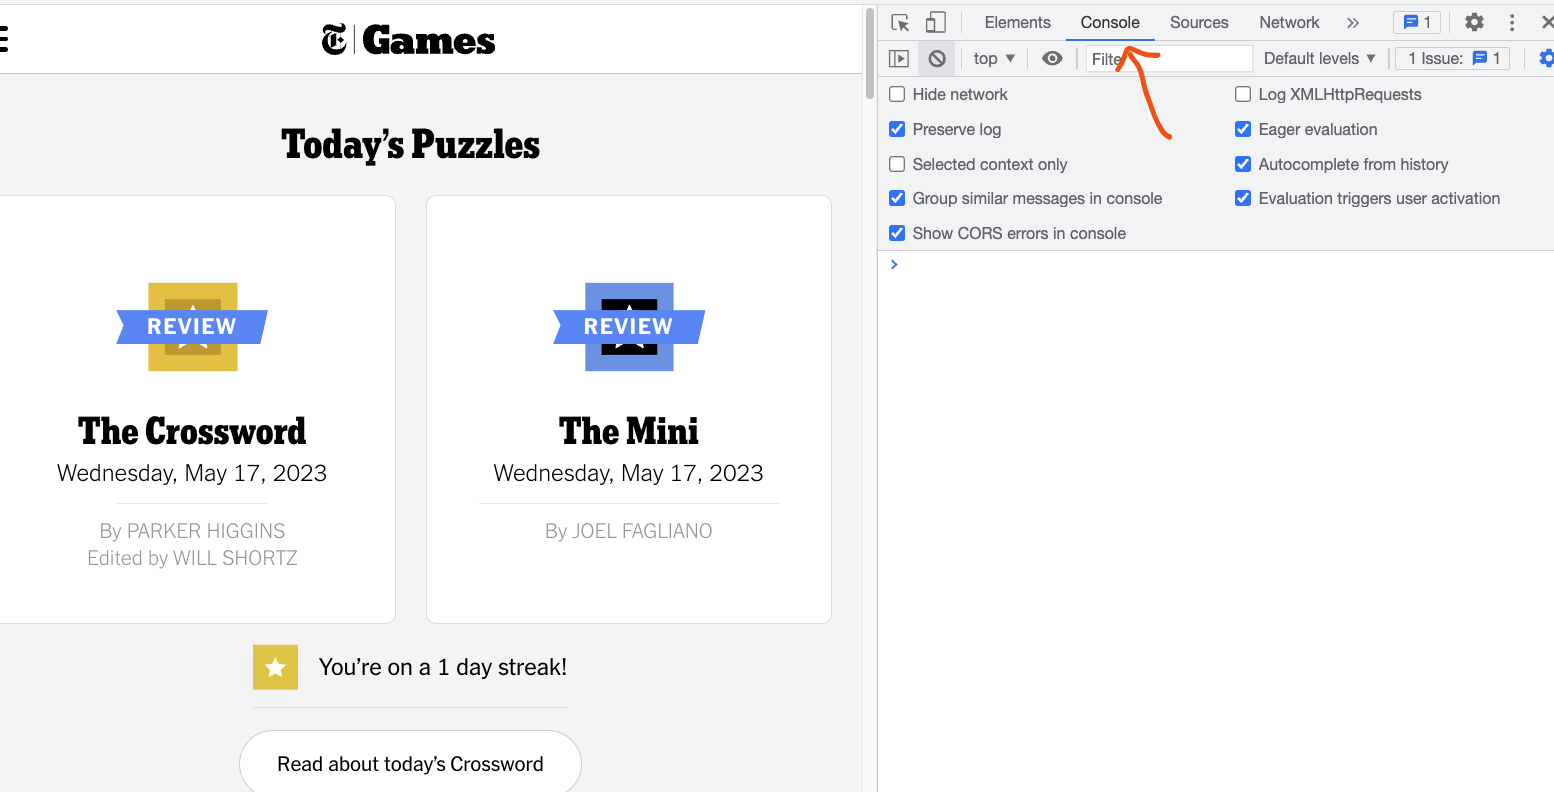 Games
Today's Puzzles
REVIEW
The Crossword
Wednesday, May 17, 2023
By PARKER HIGGINS
Edited by WILL SHORTZ
REVIEW
The Mini
Wednesday, May 17, 2023
By JOEL FAGLIANO
You're on a 1 day streak!
Read about today's Crossword
Elements Console Sources Network » 1
top ▼ Filte Default levels ▼ 1 Issue: 1
Hide network Log XMLHttpRequests
Preserve log Eager evaluation
Selected context only Autocomplete from history
Group similar messages in console Evaluation triggers user activation
Show CORS errors in console